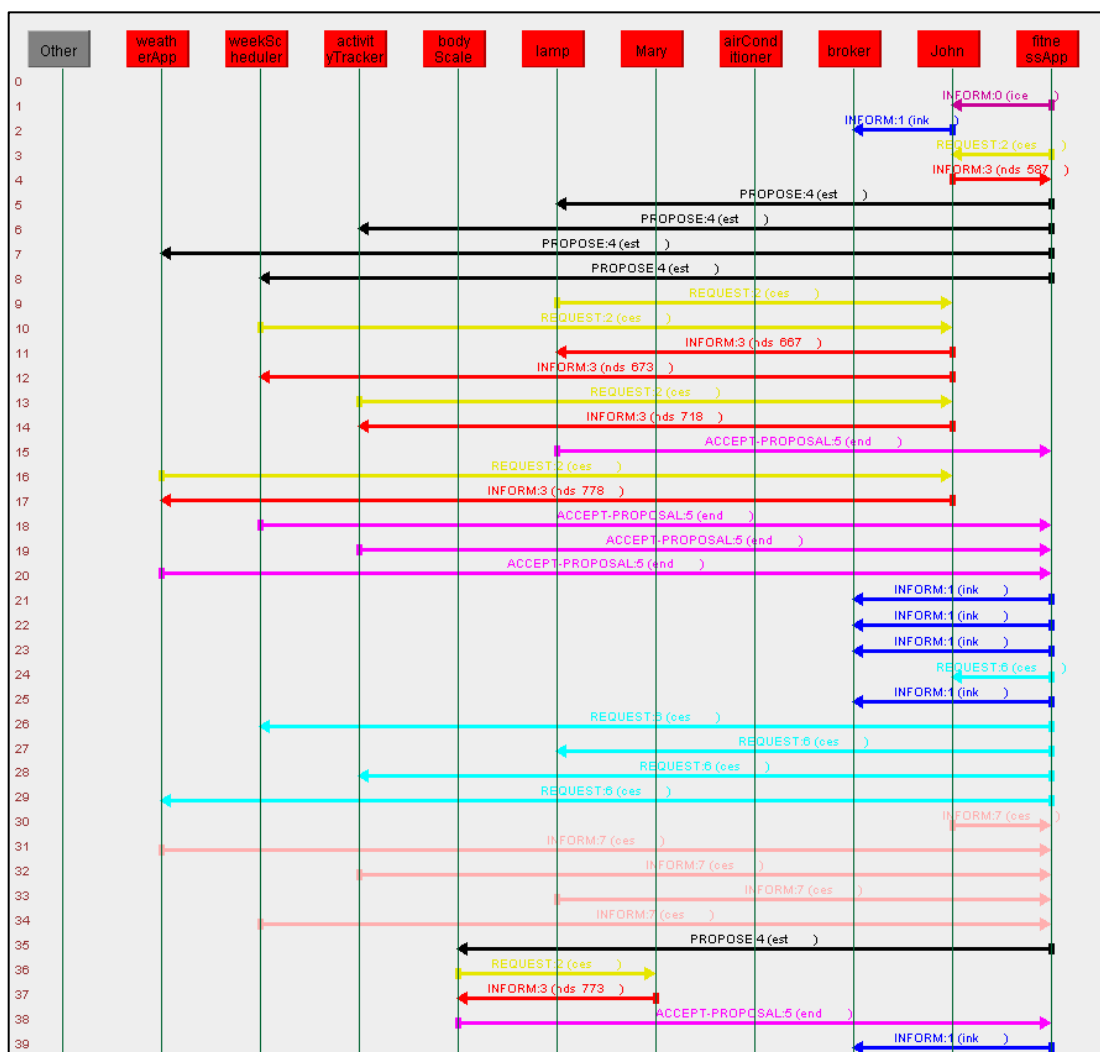 Other
weath
erApp
weekSc
heduler
activit
yTracker
body
Scale
lamp
Mary
airCond
itioner
broker
John
fitne
ssApp
0
1
INFORM:0 (ice )
2
INFORM:1 (ink )
3
REQUEST:2 (ces )
4
INFORM:3 (nds 587 )
5
PROPOSE:4 (est )
6
PROPOSE:4 (est )
7
PROPOSE:4 (est )
8
PROPOSE:4 (est )
9
REQUEST:2 (ces )
10
REQUEST:2 (ces )
11
INFORM:3 (nds 667 )
12
INFORM:3 (nds 673 )
13
REQUEST:2 (ces )
14
INFORM:3 (nds 718 )
15
ACCEPT-PROPOSAL:5 (end )
16
REQUEST:2 (ces )
17
INFORM:3 (nds 778 )
18
ACCEPT-PROPOSAL:5 (end )
19
ACCEPT-PROPOSAL:5 (end )
20
ACCEPT-PROPOSAL:5 (end )
21
INFORM:1 (ink )
22
INFORM:1 (ink )
23
INFORM:1 (ink )
24
REQUEST:6 (ces )
25
INFORM:1 (ink )
26
REQUEST:6 (ces )
27
REQUEST:6 (ces )
28
REQUEST:6 (ces )
29
REQUEST:6 (ces )
30
INFORM:7 (ces )
31
INFORM:7 (ces )
32
INFORM:7 (ces )
33
INFORM:7 (ces )
34
INFORM:7 (ces )
35
PROPOSE:4 (est )
36
REQUEST:2 (ces )
37
INFORM:3 (nds 773 )
38
ACCEPT-PROPOSAL:5 (end )
39
INFORM:1 (ink )